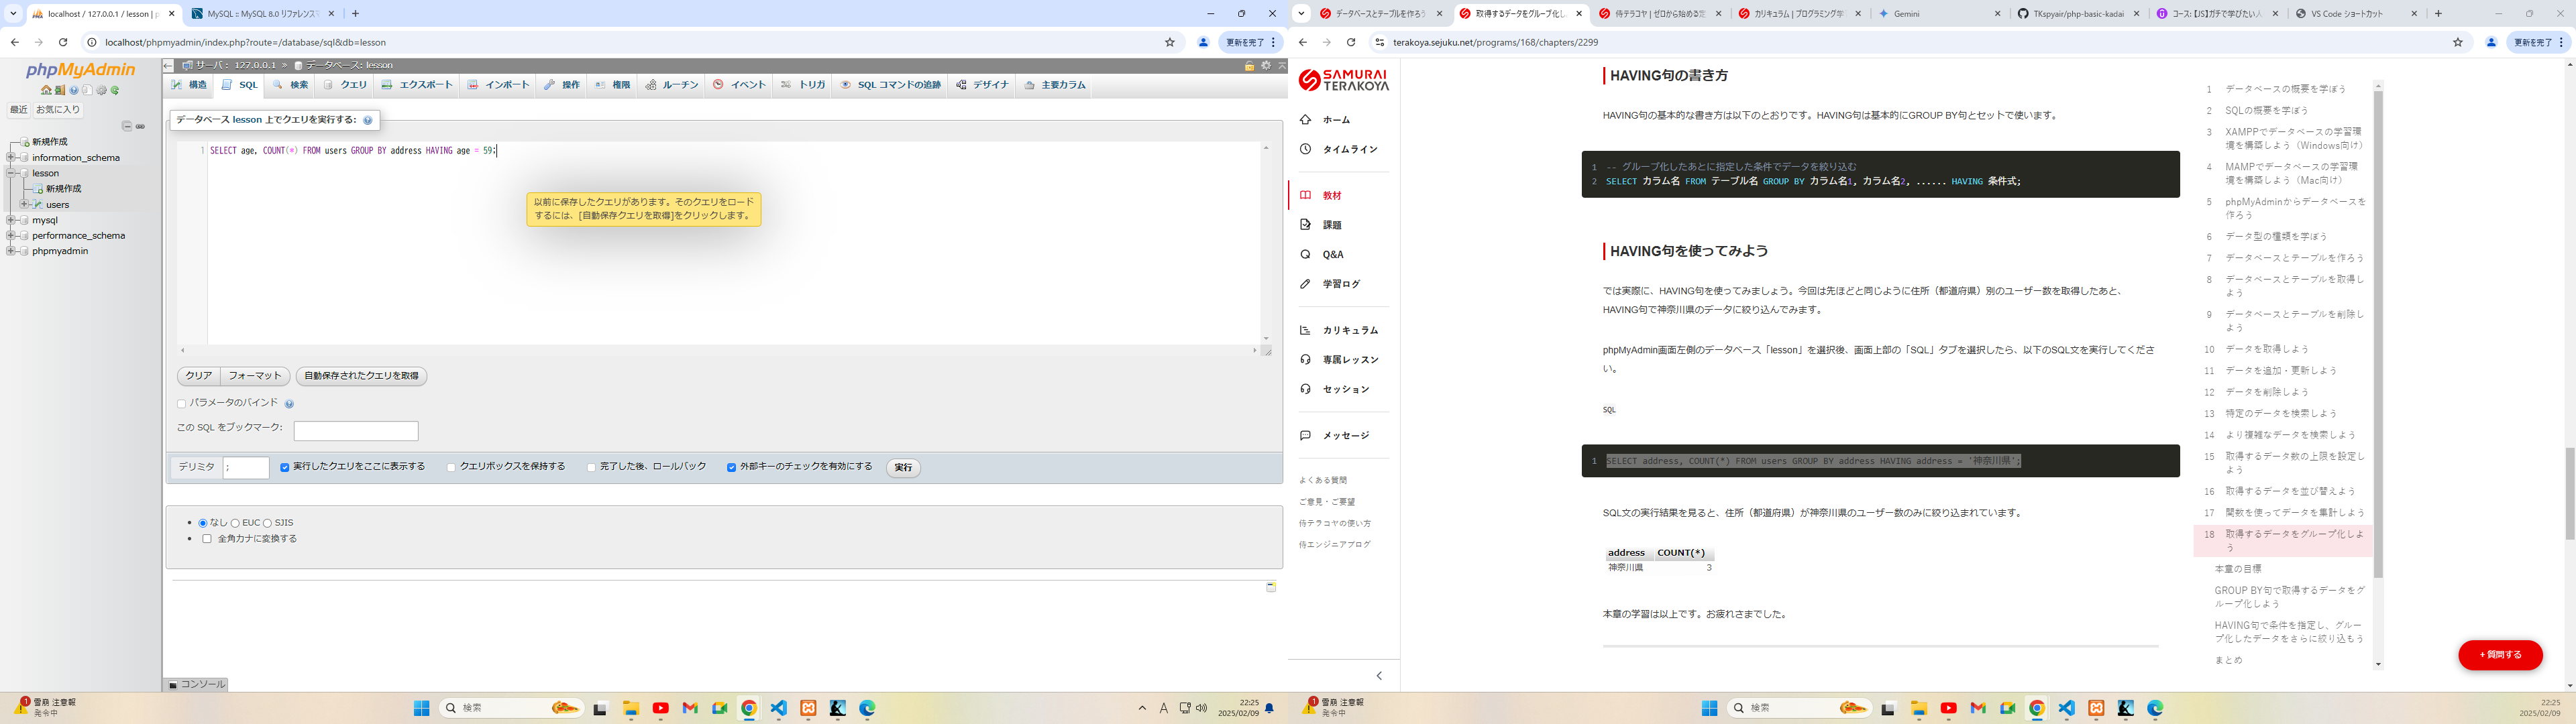 localhost / 127.0.0.1 / lesson | p
MySQL :: MySQL 8.0 リファレンスマ
localhost/phpmyadmin/index.php?route=/database/sql&db=lesson
更新を完了
phpMyAdmin
最近
お気に入り
新規作成
information_schema
lesson
新規作成
users
mysql
performance_schema
phpmyadmin
サーバ: 127.0.0.1 » データベース: lesson
構造
SQL
検索
クエリ
エクスポート
インポート
操作
権限
ルーチン
イベント
トリガ
SQL コマンドの追跡
デザイナ
主要カラム
データベース lesson 上でクエリを実行する:
1 SELECT age, COUNT(*) FROM users GROUP BY address HAVING age = 59;
以前に保存したクエリがあります。そのクエリをロード
するには、[自動保存クエリを取得]をクリックします。
クリア
フォーマット
自動保存されたクエリを取得
パラメータのバインド
この SQL をブックマーク:
デリミタ
;
実行したクエリをここに表示する
クエリボックスを保持する
完了した後、ロールバック
外部キーのチェックを有効にする
実行
なし EUC SJIS
全角カナに変換する
コンソール
1
雪崩 注意報
発令中
検索
A
22:25
2025/02/09
データベースとテーブルを作ろう
取得するデータをグループ化し
侍テラコヤ | ゼロから始める定
カリキュラム | プログラミング学
Gemini
TKspyair/php-basic-kadai
コース:【JS】ガチで学びたい人
VS Code ショートカット
terakoya.sejuku.net/programs/168/chapters/2299
更新を完了
SAMURAI
TERAKOYA
ホーム
タイムライン
教材
課題
Q&A
学習ログ
カリキュラム
専属レッスン
セッション
メッセージ
よくある質問
ご意見・ご要望
侍テラコヤの使い方
侍エンジニアブログ
HAVING句の書き方
HAVING句の基本的な書き方は以下のとおりです。HAVING句は基本的にGROUP BY句とセットで使います。
1 -- グループ化したあとに指定した条件でデータを絞り込む
2 SELECT カラム名 FROM テーブル名 GROUP BY カラム名1, カラム名2, ...... HAVING 条件式;
HAVING句を使ってみよう
では実際に、HAVING句を使ってみましょう。今回は先ほどと同じように住所（都道府県）別のユーザー数を取得したあと、
HAVING句で神奈川県のデータに絞り込んでみます。
phpMyAdmin画面左側のデータベース「lesson」を選択後、画面上部の「SQL」タブを選択したら、以下のSQL文を実行してくださ
い。
SQL
1 SELECT address, COUNT(*) FROM users GROUP BY address HAVING address = '神奈川県';
SQL文の実行結果を見ると、住所（都道府県）が神奈川県のユーザー数のみに絞り込まれています。
address COUNT(*)
神奈川県 3
本章の学習は以上です。お疲れさまでした。
1 データベースの概要を学ぼう
2 SQLの概要を学ぼう
3 XAMPPでデータベースの学習環
境を構築しよう（Windows向け）
4 MAMPでデータベースの学習環
境を構築しよう（Mac向け）
5 phpMyAdminからデータベースを
作ろう
6 データ型の種類を学ぼう
7 データベースとテーブルを作ろう
8 データベースとテーブルを取得し
よう
9 データベースとテーブルを削除し
よう
10 データを取得しよう
11 データを追加・更新しよう
12 データを削除しよう
13 特定のデータを検索しよう
14 より複雑なデータを検索しよう
15 取得するデータ数の上限を設定し
よう
16 取得するデータを並び替えよう
17 関数を使ってデータを集計しよう
18 取得するデータをグループ化しよ
う
本章の目標
GROUP BY句で取得するデータをグ
ループ化しよう
HAVING句で条件を指定し、グルー
プ化したデータをさらに絞り込もう
まとめ
+ 質問する
1
雪崩 注意報
発令中
検索
22:25
2025/02/09